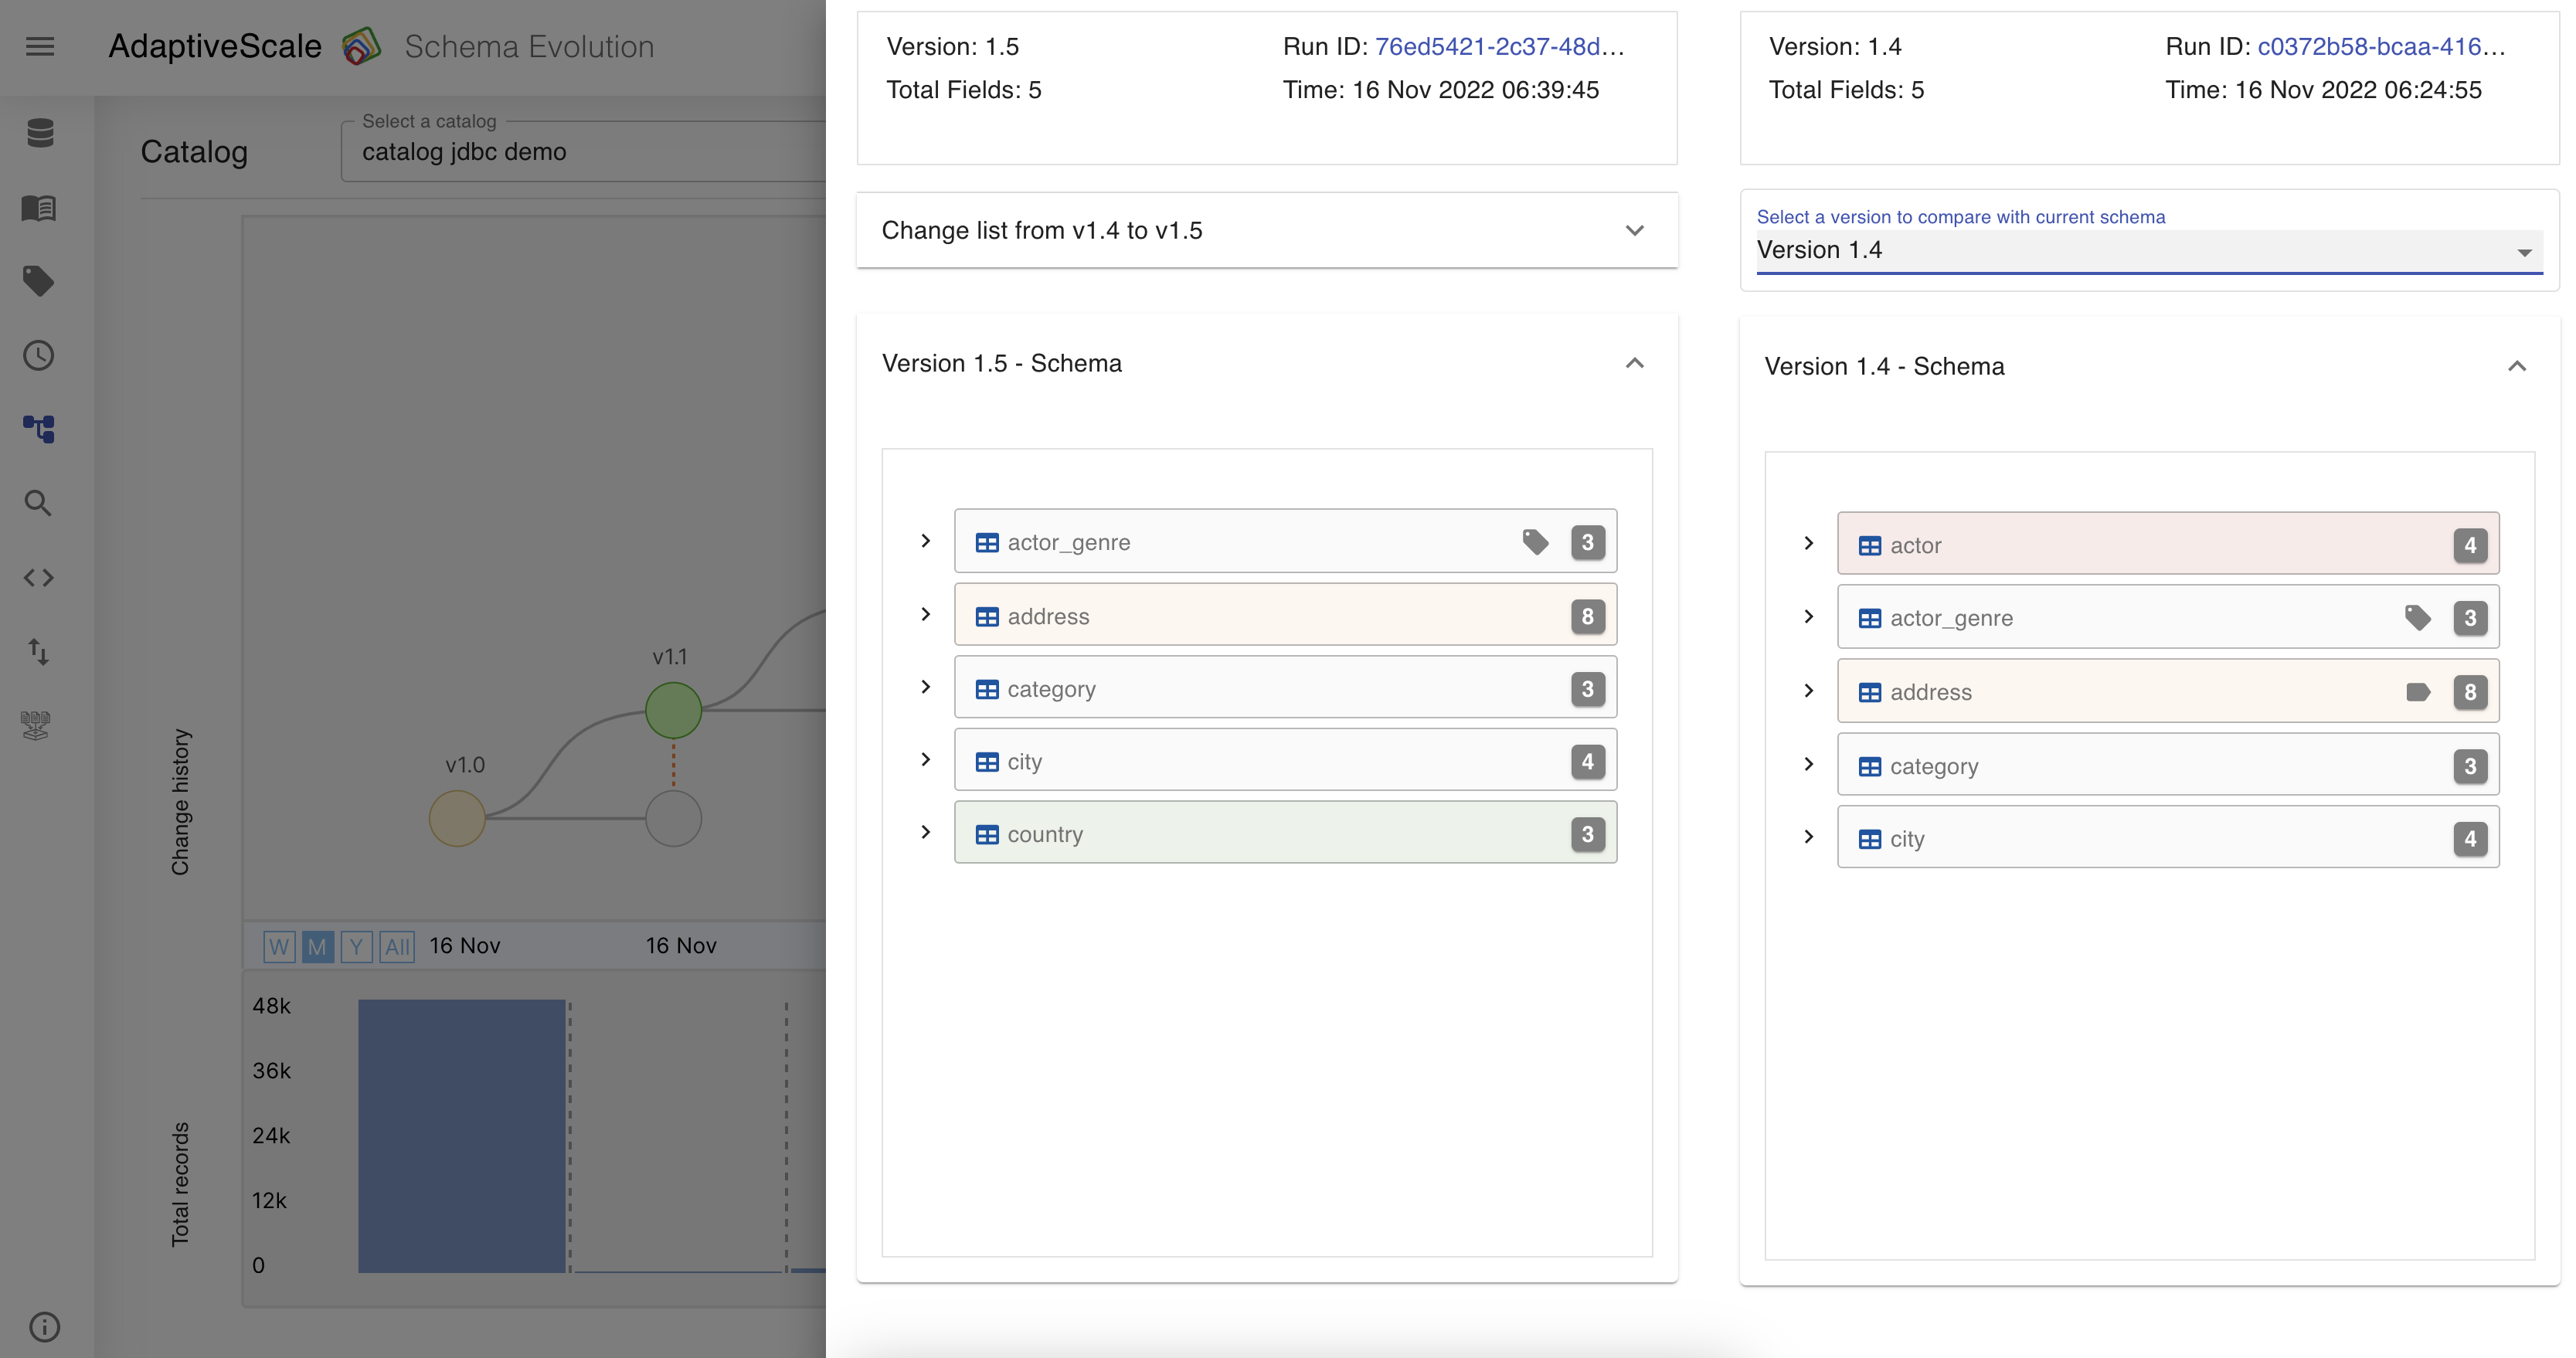 AdaptiveScale Schema Evolution
Catalog
Select a catalog
catalog jdbc demo
Change history
v1.0
v1.1
W M Y All 16 Nov 16 Nov
Total records
48k
36k
24k
12k
0
Version: 1.5 Run ID: 76ed5421-2c37-48d...
Total Fields: 5 Time: 16 Nov 2022 06:39:45
Change list from v1.4 to v1.5
Version 1.5 - Schema
actor_genre 3
address 8
category 3
city 4
country 3
Version: 1.4 Run ID: c0372b58-bcaa-416...
Total Fields: 5 Time: 16 Nov 2022 06:24:55
Select a version to compare with current schema
Version 1.4
Version 1.4 - Schema
actor 4
actor_genre 3
address 8
category 3
city 4